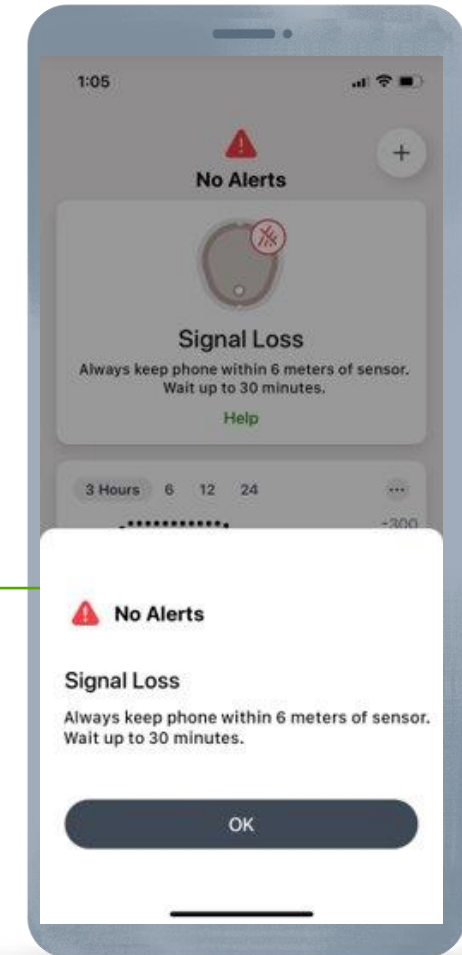 1:05
No Alerts
+
Signal Loss
Always keep phone within 6 meters of sensor.
Wait up to 30 minutes.
Help
3 Hours 6 12 24 ...
-300
No Alerts
Signal Loss
Always keep phone within 6 meters of sensor.
Wait up to 30 minutes.
OK